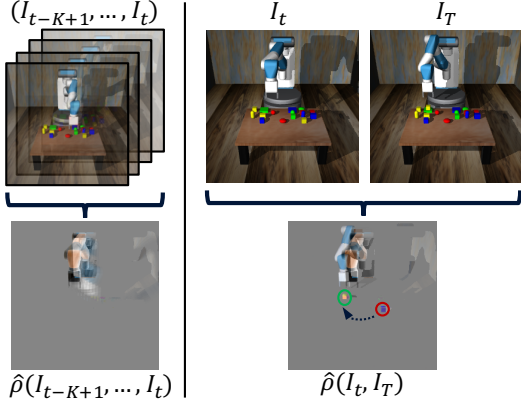 (I_{t−K+1}, … , I_t)
I_t
I_T
ρ̂(I_{t−K+1}, … , I_t)
ρ̂(I_t, I_T)